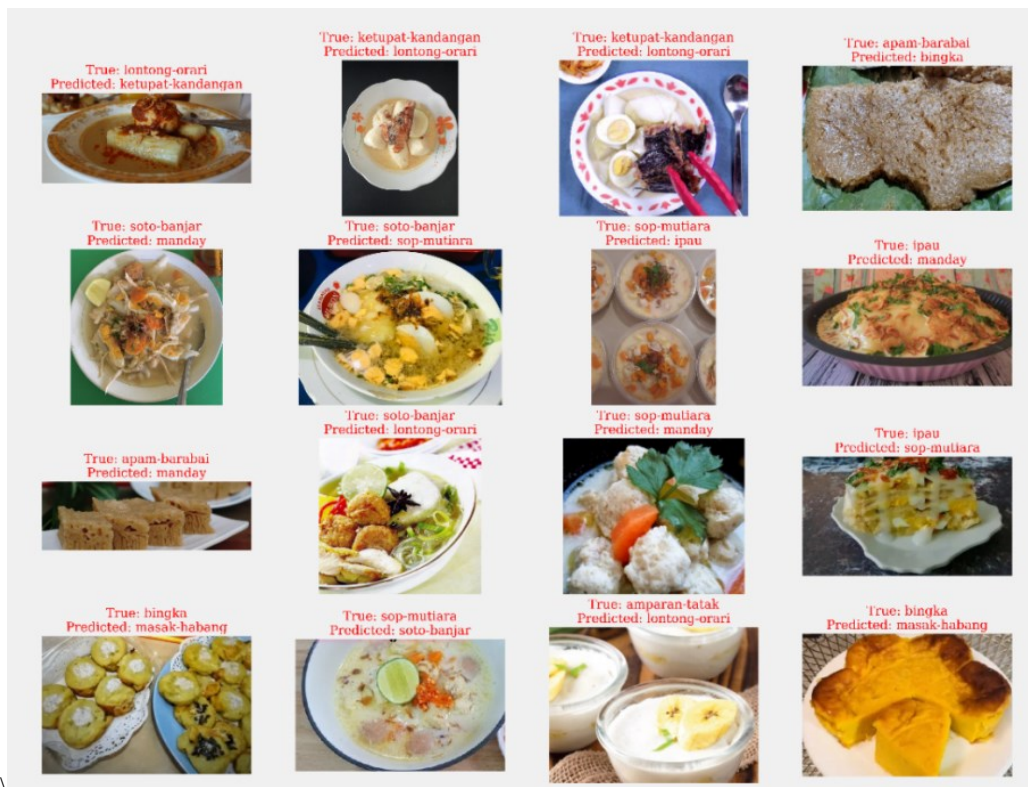 True: lontong-orari
Predicted: ketupat-kandangan
True: ketupat-kandangan
Predicted: lontong-orari
True: ketupat-kandangan
Predicted: lontong-orari
True: apam-barabai
Predicted: bingka
True: soto-banjar
Predicted: manday
True: soto-banjar
Predicted: sop-mutiara
True: sop-mutiara
Predicted: ipau
True: ipau
Predicted: manday
True: apam-barabai
Predicted: manday
True: soto-banjar
Predicted: lontong-orari
True: sop-mutiara
Predicted: manday
True: ipau
Predicted: sop-mutiara
True: bingka
Predicted: masak-habang
True: sop-mutiara
Predicted: soto-banjar
True: amparan-tatak
Predicted: lontong-orari
True: bingka
Predicted: masak-habang
\